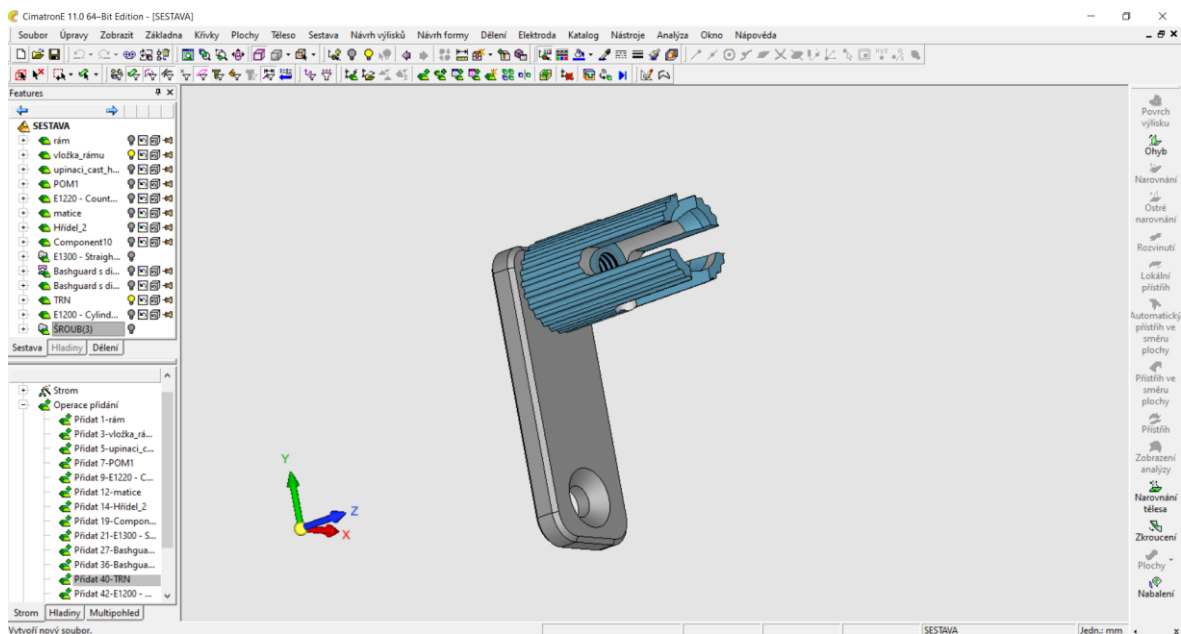 CimatronE 11.0 64-Bit Edition - [SESTAVA]
Soubor Úpravy Zobrazit Základna Křivky Plochy Těleso Sestava Návrh výlisků Návrh formy Dělení Elektroda Katalog Nástroje Analýza Okno Nápověda
Features
SESTAVA
rám
vložka_rámu
upinaci_cast_h...
POM1
E1220 - Count...
matice
Hřídel_2
Component10
E1300 - Straigh...
Bashguard s di...
Bashguard s di...
TRN
E1200 - Cylind...
ŠROUB(3)
Sestava Hladiny Dělení
Strom
Operace přidání
Přidat 1-rám
Přidat 3-vložka_rá...
Přidat 5-upinaci_c...
Přidat 7-POM1
Přidat 9-E1220 - C...
Přidat 12-matice
Přidat 14-Hřídel_2
Přidat 19-Compon...
Přidat 21-E1300 - S...
Přidat 27-Bashgua...
Přidat 36-Bashgua...
Přidat 40-TRN
Přidat 42-E1200 - ...
Strom Hladiny Multipohled
Y
Z
X
Povrch
výlisku
Ohyb
Narovnání
Ostré
narovnání
Rozvinutí
Lokální
přistřih
Automatický
přistřih ve
směru
plochy
Přistřih ve
směru
plochy
Přistřih
Zobrazení
analýzy
Narovnání
tělesa
Zkroucení
Plochy
Nabalení
Vytvoří nový soubor.
SESTAVA
Jedn.: mm